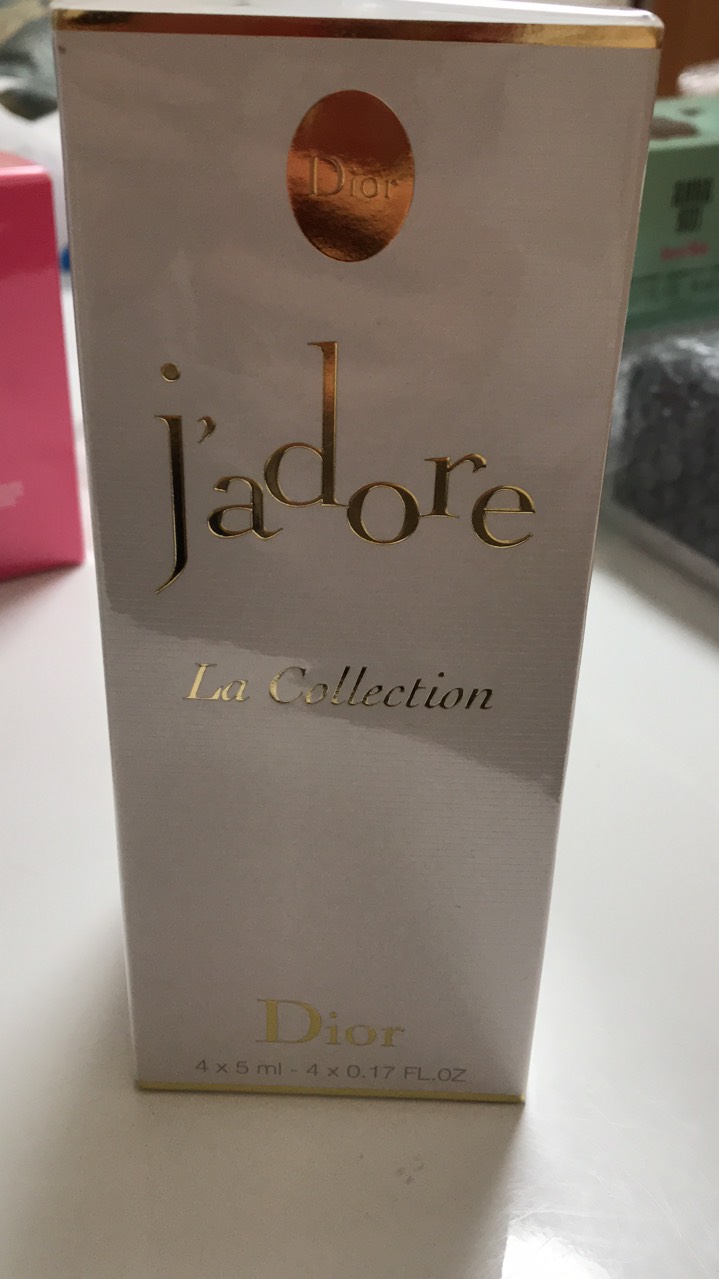 Dior
j'adore
La Collection
Dior
4 x 5 ml - 4 x 0.17 FL.OZ